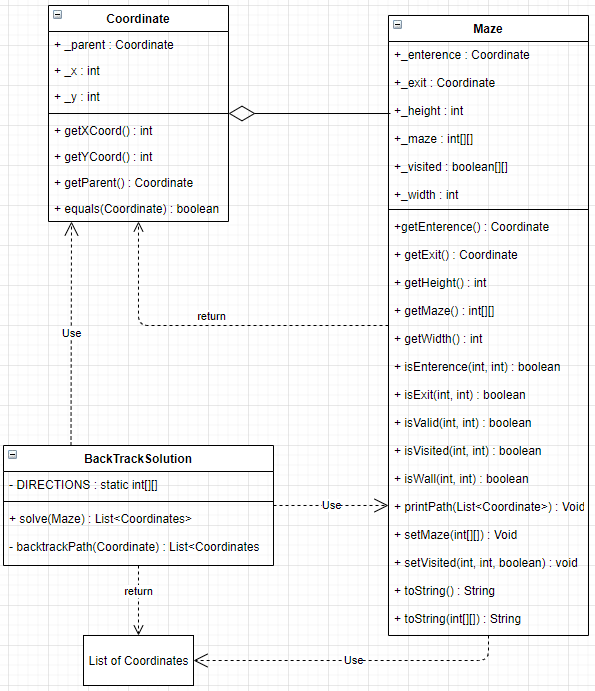 Coordinate
+ _parent : Coordinate
+ _x : int
+ _y : int
+ getXCoord() : int
+ getYCoord() : int
+ getParent() : Coordinate
+ equals(Coordinate) : boolean
Maze
+_enterence : Coordinate
+_exit : Coordinate
+_height : int
+_maze : int[][]
+_visited : boolean[][]
+_width : int
+getEnterence() : Coordinate
+ getExit() : Coordinate
+ getHeight() : int
+ getMaze() : int[][]
+ getWidth() : int
+ isEnterence(int, int) : boolean
+ isExit(int, int) : boolean
+ isValid(int, int) : boolean
+ isVisited(int, int) : boolean
+ isWall(int, int) : boolean
+ printPath(List<Coordinate>) : Void
+ setMaze(int[][]) : Void
+ setVisited(int, int, boolean) : void
+ toString() : String
+ toString(int[][]) : String
return
Use
BackTrackSolution
- DIRECTIONS : static int[][]
+ solve(Maze) : List<Coordinates>
- backtrackPath(Coordinate) : List<Coordinates
Use
return
List of Coordinates
Use